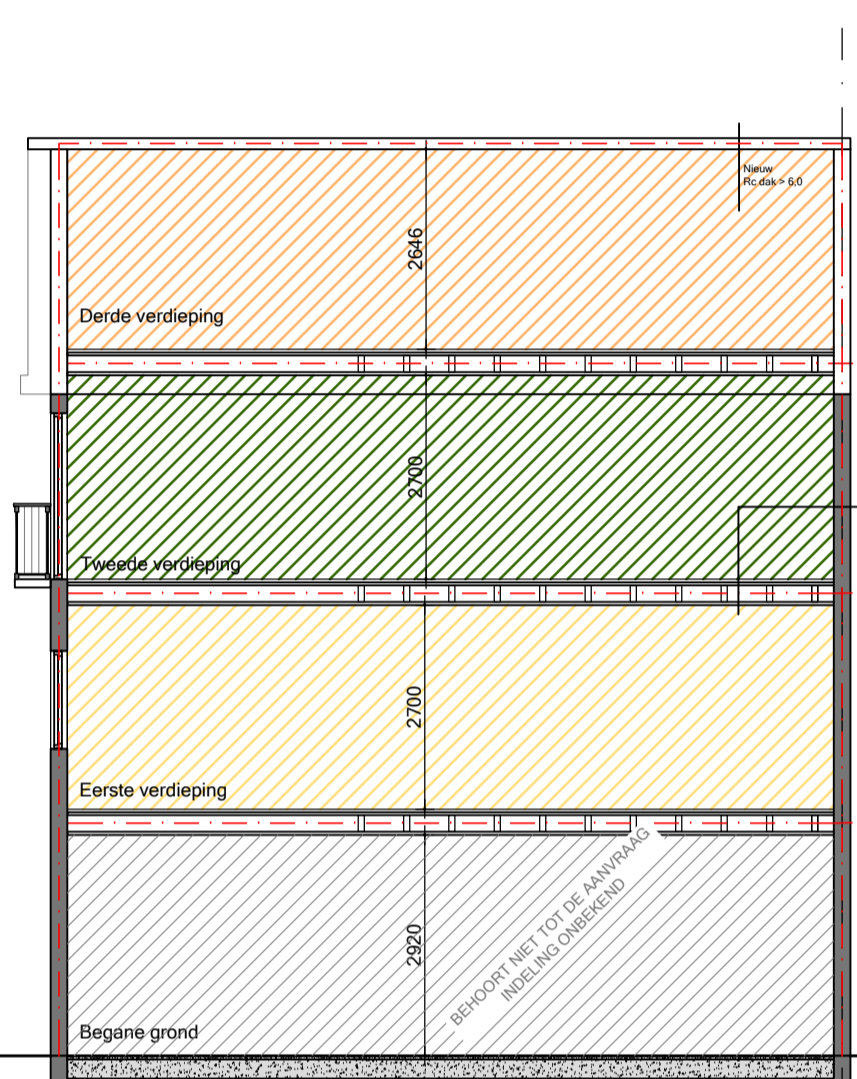 Nieuw
Rc dak > 6,0
2646
Derde verdieping
2700
Tweede verdieping
2700
Eerste verdieping
BEHOORT NIET TOT DE AANVRAAG
INDELING ONBEKEND
2920
Begane grond